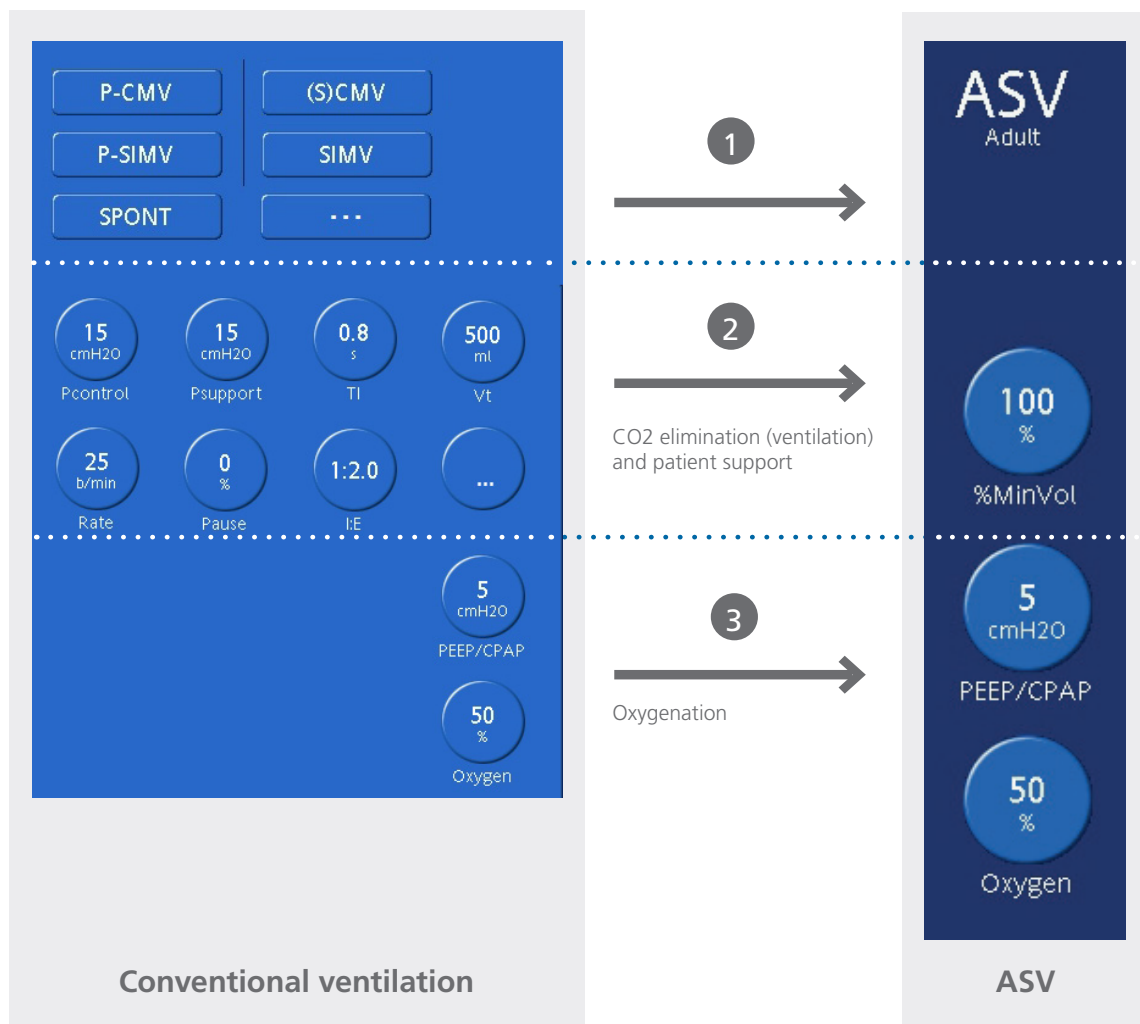 P-CMV
(S)CMV
P-SIMV
SIMV
SPONT
---
15
cmH2O
Pcontrol
15
cmH2O
Psupport
0.8
s
TI
500
ml
Vt
25
b/min
Rate
0
%
Pause
1:2.0
I:E
...
5
cmH2O
PEEP/CPAP
50
%
Oxygen
Conventional ventilation
1
2
CO2 elimination (ventilation)
and patient support
3
Oxygenation
ASV
Adult
100
%
%MinVol
5
cmH2O
PEEP/CPAP
50
%
Oxygen
ASV